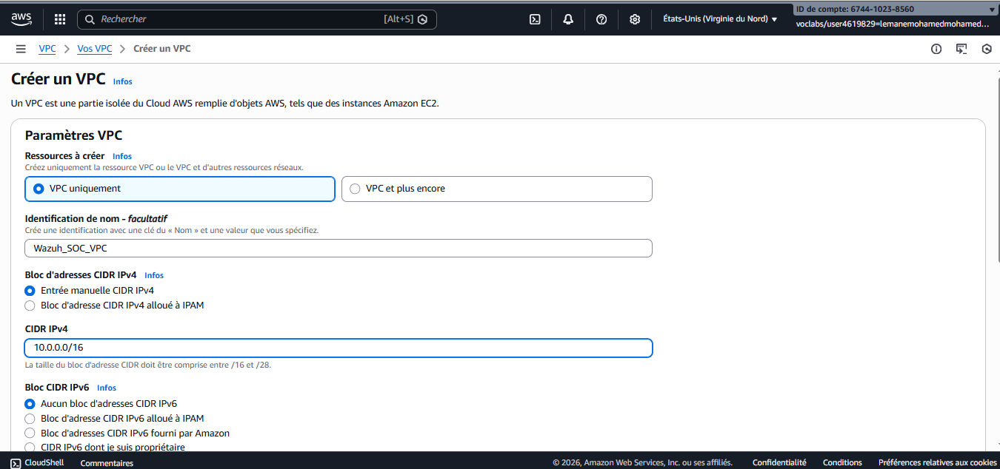 aws
Rechercher [Alt+S]
États-Unis (Virginie du Nord)
ID de compte: 6744-1023-8560
voclabs/user4619829=lemanemohamedmohamed...
VPC > Vos VPC > Créer un VPC
Créer un VPC Infos
Un VPC est une partie isolée du Cloud AWS remplie d'objets AWS, tels que des instances Amazon EC2.
Paramètres VPC
Ressources à créer Infos
Créez uniquement la ressource VPC ou le VPC et d'autres ressources réseau.
VPC uniquement
VPC et plus encore
Identification de nom - facultatif
Crée une identification avec une clé du « Nom » et une valeur que vous spécifiez.
Wazuh_SOC_VPC
Bloc d'adresses CIDR IPv4 Infos
Entrée manuelle CIDR IPv4
Bloc d'adresse CIDR IPv4 alloué à IPAM
CIDR IPv4
10.0.0.0/16
La taille du bloc d'adresse CIDR doit être comprise entre /16 et /28.
Bloc CIDR IPv6 Infos
Aucun bloc d'adresses CIDR IPv6
Bloc d'adresse CIDR IPv6 alloué à IPAM
Bloc d'adresses CIDR IPv6 fourni par Amazon
CIDR IPv6 dont je suis propriétaire
CloudShell Commentaires © 2026, Amazon Web Services, Inc. ou ses affiliés. Confidentialité Conditions Préférences relatives aux cookies